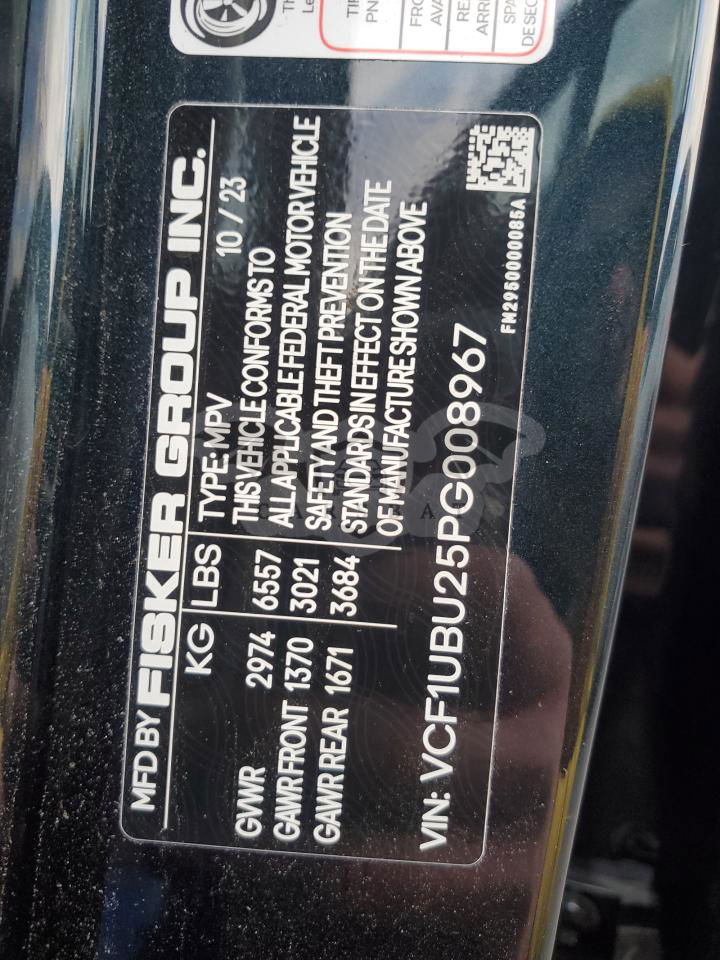 MFD BY FISKER GROUP INC.
KG LBS TYPE: MPV 10 / 23
GVWR 2974 6557 THIS VEHICLE CONFORMS TO
GAWR FRONT 1370 3021 ALL APPLICABLE FEDERAL MOTOR VEHICLE
GAWR REAR 1671 3684 SAFETY AND THEFT PREVENTION
STANDARDS IN EFFECT ON THE DATE
OF MANUFACTURE SHOWN ABOVE
VIN: VCF1UBU25PG008967
FM2950000085A